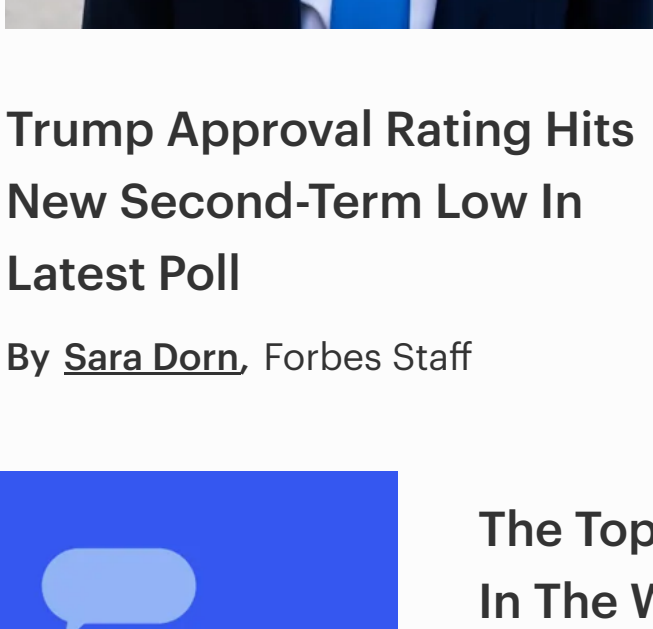 Trump Approval Rating Hits
New Second-Term Low In
Latest Poll
By Sara Dorn, Forbes Staff
The Top
In The